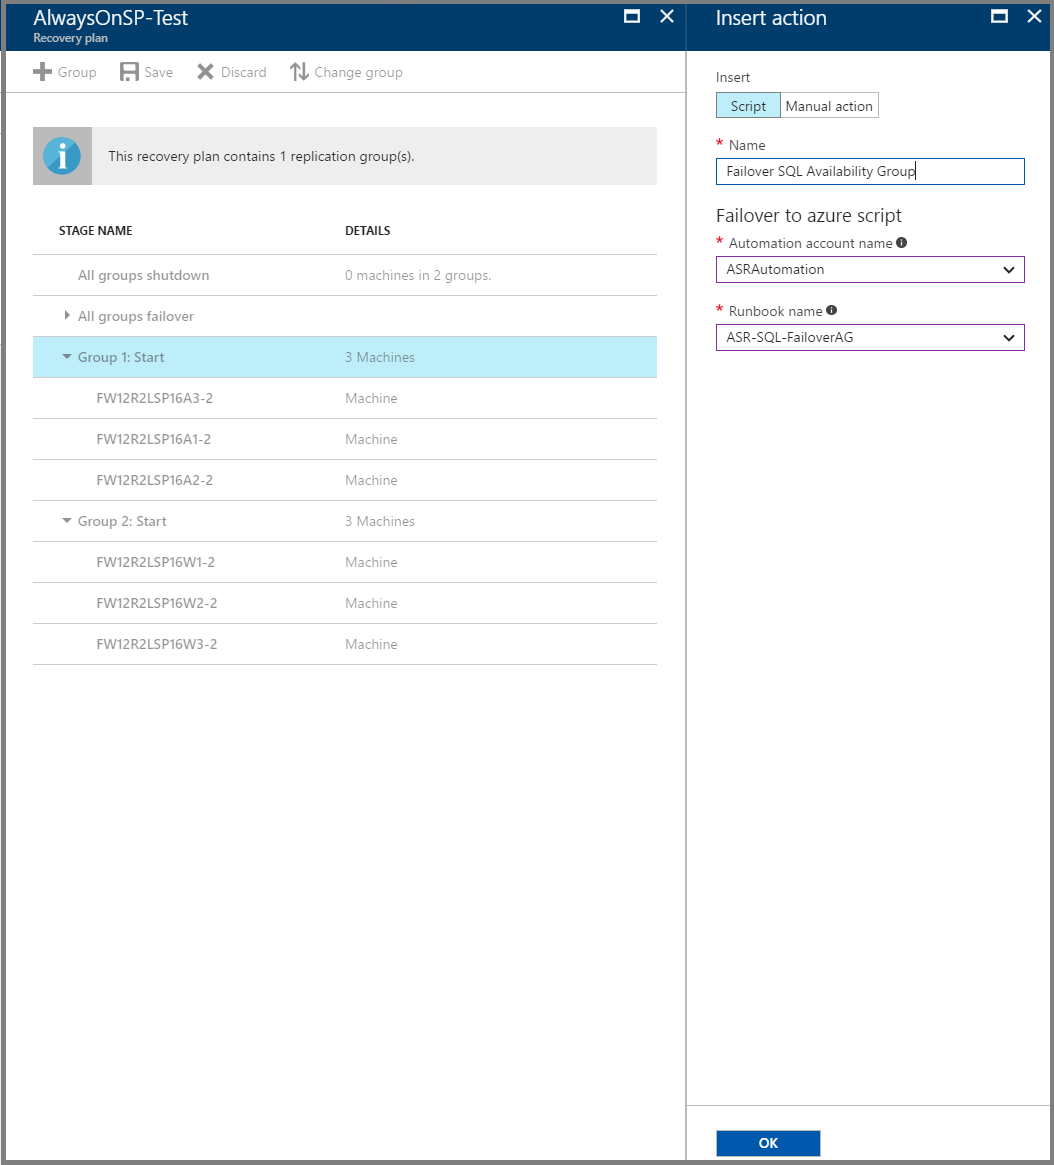 AlwaysOnSP-Test
Recovery plan
Group Save Discard Change group
This recovery plan contains 1 replication group(s).
STAGE NAME DETAILS
All groups shutdown 0 machines in 2 groups.
All groups failover
Group 1: Start 3 Machines
FW12R2LSP16A3-2 Machine
FW12R2LSP16A1-2 Machine
FW12R2LSP16A2-2 Machine
Group 2: Start 3 Machines
FW12R2LSP16W1-2 Machine
FW12R2LSP16W2-2 Machine
FW12R2LSP16W3-2 Machine
Insert action
Insert
Script Manual action
* Name
Failover SQL Availability Group
Failover to azure script
* Automation account name
ASRAutomation
* Runbook name
ASR-SQL-FailoverAG
OK